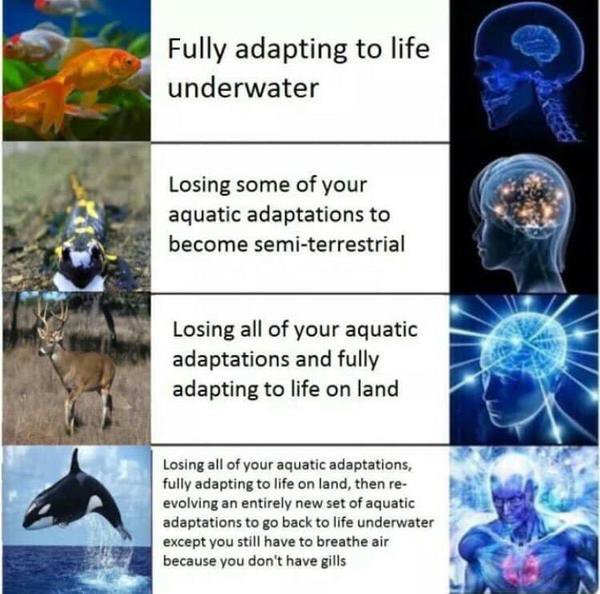 Fully adapting to life
underwater
Losing some of your
aquatic adaptations to
become semi-terrestrial
Losing all of your aquatic
adaptations and fully
adapting to life on land
Losing all of your aquatic adaptations,
fully adapting to life on land, then re-
evolving an entirely new set of aquatic
adaptations to go back to life underwater
except you still have to breathe air
because you don't have gills